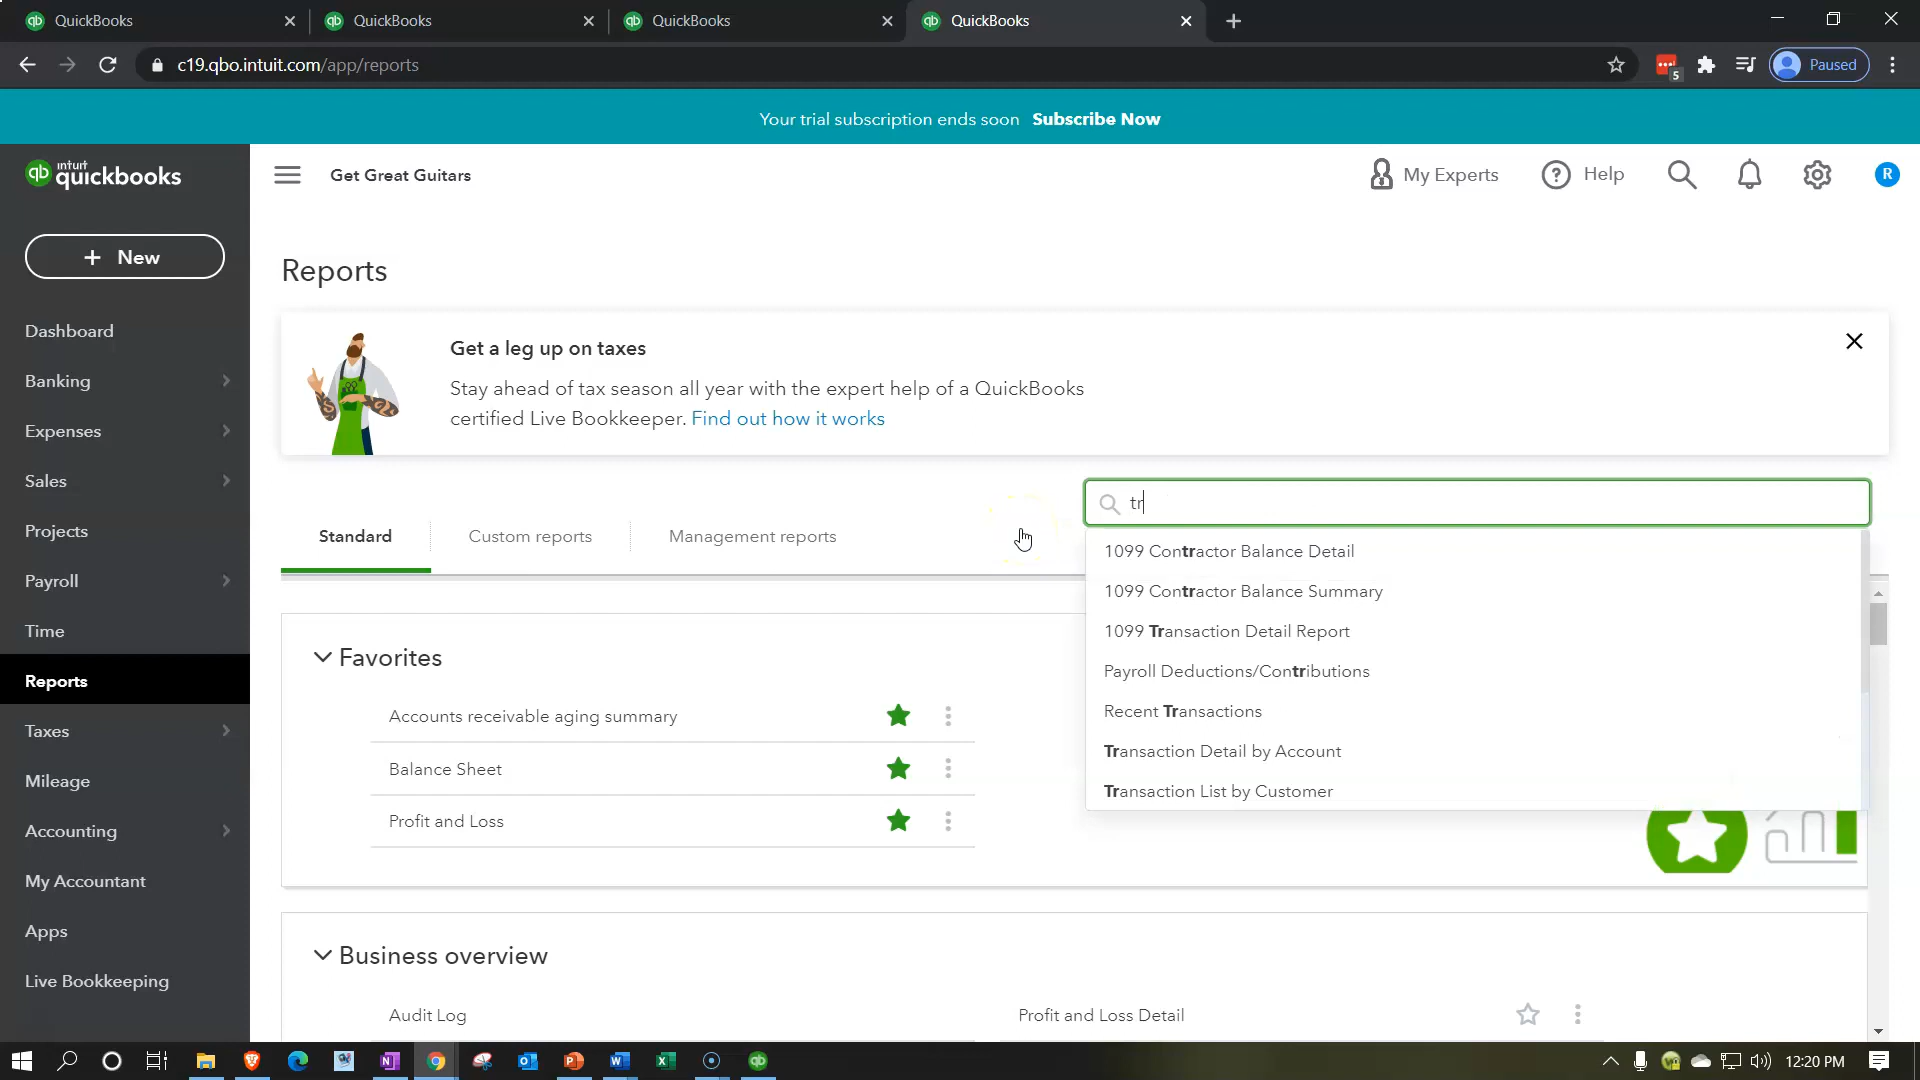 QuickBooks
QuickBooks
QuickBooks
QuickBooks
c19.qbo.intuit.com/app/reports
5
Paused
Your trial subscription ends soon Subscribe Now
qb intuit quickbooks
Get Great Guitars
My Experts
Help
R
+ New
Reports
Dashboard
Banking
Expenses
Sales
Projects
Payroll
Time
Reports
Taxes
Mileage
Accounting
My Accountant
Apps
Live Bookkeeping
Get a leg up on taxes
Stay ahead of tax season all year with the expert help of a QuickBooks
certified Live Bookkeeper. Find out how it works
Standard
Custom reports
Management reports
tr
1099 Contractor Balance Detail
1099 Contractor Balance Summary
1099 Transaction Detail Report
Payroll Deductions/Contributions
Recent Transactions
Transaction Detail by Account
Transaction List by Customer
Favorites
Accounts receivable aging summary
Balance Sheet
Profit and Loss
Business overview
Audit Log
Profit and Loss Detail
12:20 PM